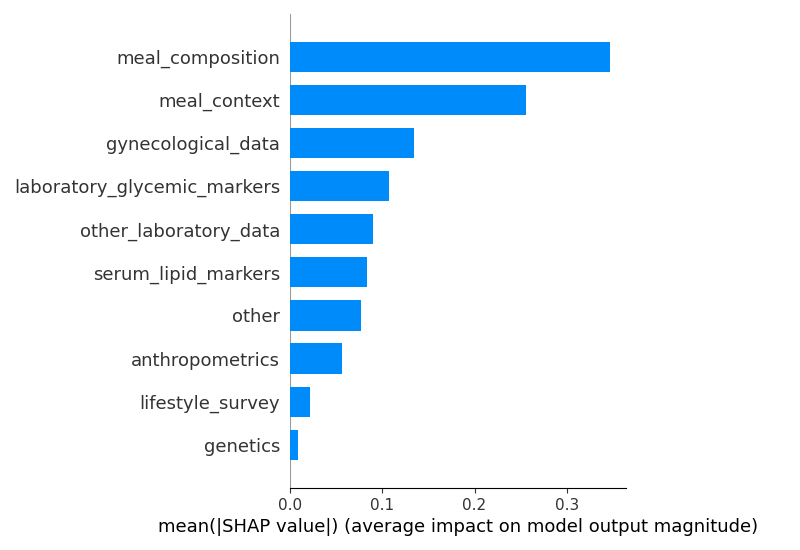 meal_composition
meal_context
gynecological_data
laboratory_glycemic_markers
other_laboratory_data
serum_lipid_markers
other
anthropometrics
lifestyle_survey
genetics
0.0 0.1 0.2 0.3
mean(|SHAP value|) (average impact on model output magnitude)